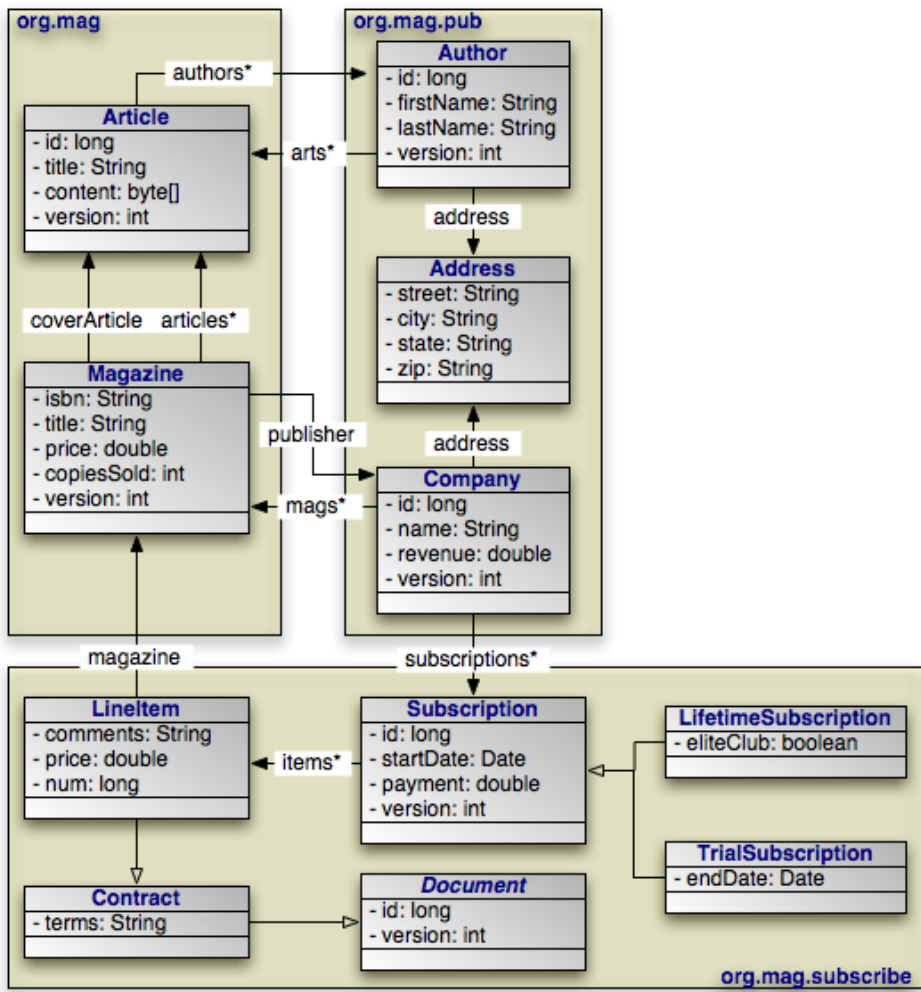 org.mag
org.mag.pub
authors*
Author
- id: long
- firstName: String
- lastName: String
- version: int
Article
- id: long
- title: String
- content: byte[]
- version: int
arts*
address
Address
- street: String
- city: String
- state: String
- zip: String
coverArticle
articles*
Magazine
- isbn: String
- title: String
- price: double
- copiesSold: int
- version: int
publisher
address
Company
- id: long
- name: String
- revenue: double
- version: int
mags*
magazine
subscriptions*
LineItem
- comments: String
- price: double
- num: long
items*
Subscription
- id: long
- startDate: Date
- payment: double
- version: int
LifetimeSubscription
- eliteClub: boolean
TrialSubscription
- endDate: Date
Contract
- terms: String
Document
- id: long
- version: int
org.mag.subscribe